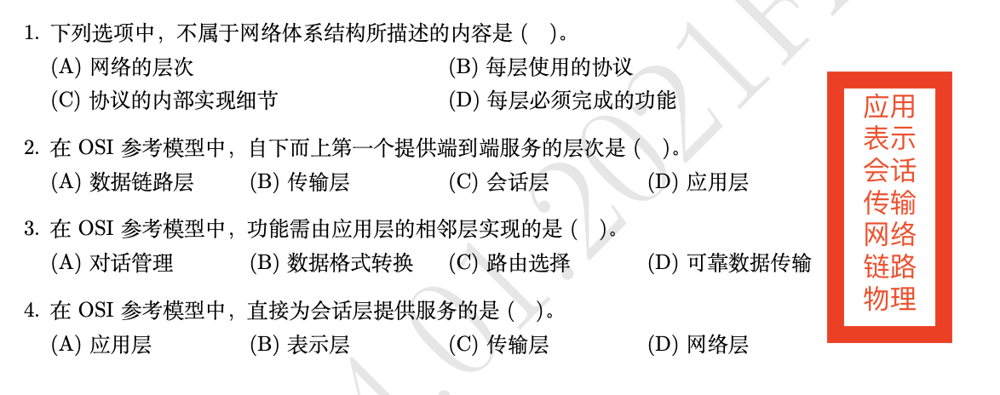 1. 下列选项中，不属于网络体系结构所描述的内容是 (    )。
(A) 网络的层次 (B) 每层使用的协议
(C) 协议的内部实现细节 (D) 每层必须完成的功能
2. 在 OSI 参考模型中，自下而上第一个提供端到端服务的层次是 (    )。
(A) 数据链路层 (B) 传输层 (C) 会话层 (D) 应用层
3. 在 OSI 参考模型中，功能需由应用层的相邻层实现的是 (    )。
(A) 对话管理 (B) 数据格式转换 (C) 路由选择 (D) 可靠数据传输
4. 在 OSI 参考模型中，直接为会话层提供服务的是 (    )。
(A) 应用层 (B) 表示层 (C) 传输层 (D) 网络层
应用
表示
会话
传输
网络
链路
物理